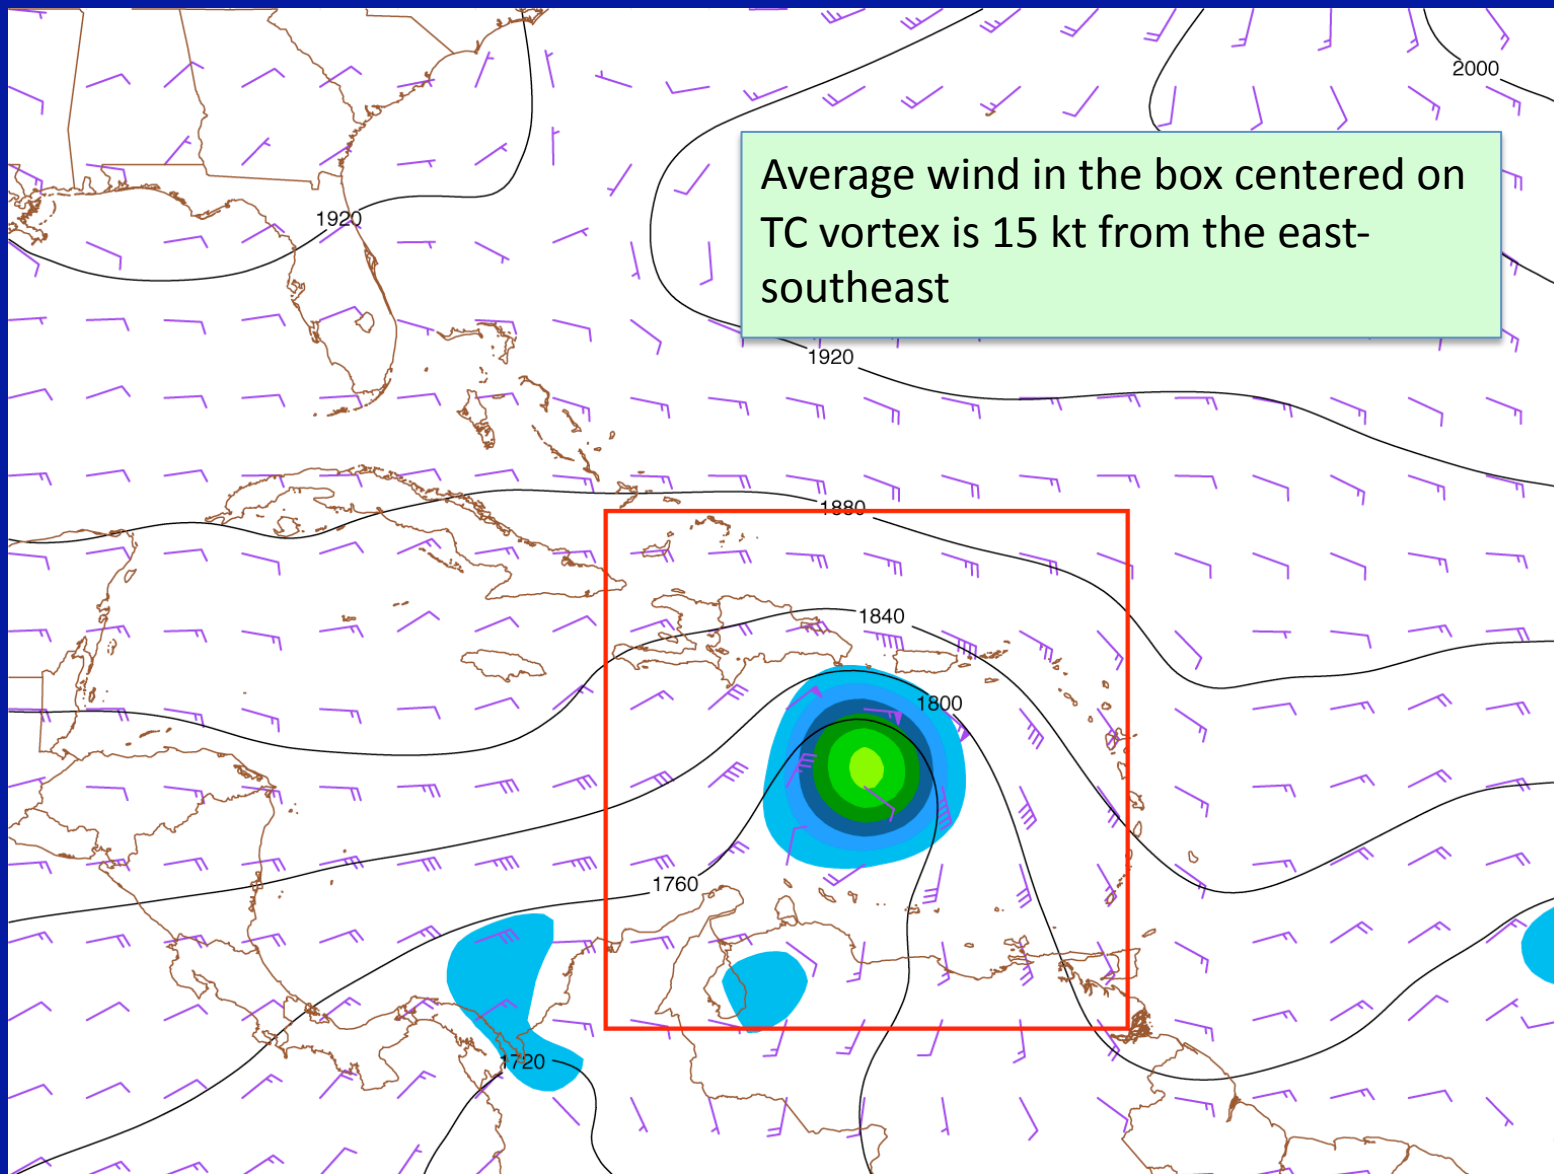 2000
Average wind in the box centered on
TC vortex is 15 kt from the east-
southeast
1920
1920
1880
1840
1800
1760
1720